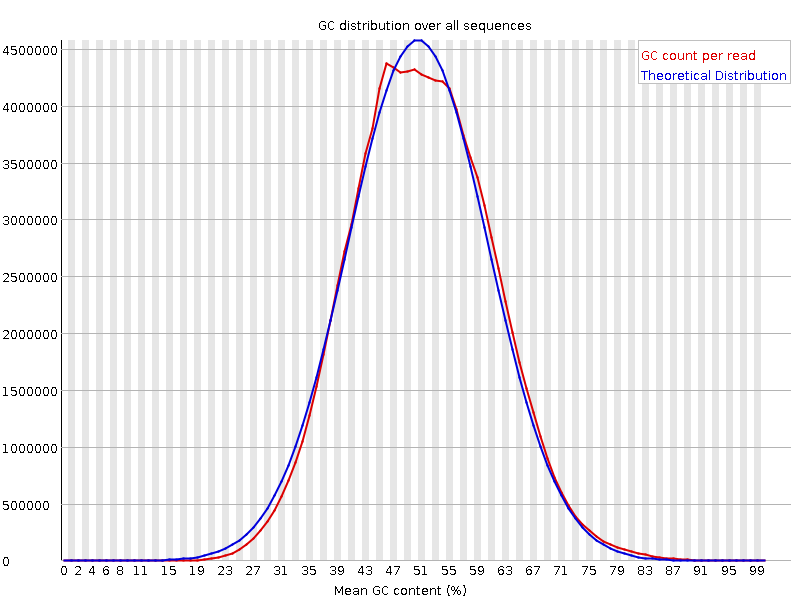 GC distribution over all sequences
GC count per read
Theoretical Distribution
4500000
4000000
3500000
3000000
2500000
2000000
1500000
1000000
500000
0
0 2 4 6 8 11 15 19 23 27 31 35 39 43 47 51 55 59 63 67 71 75 79 83 87 91 95 99
Mean GC content (%)